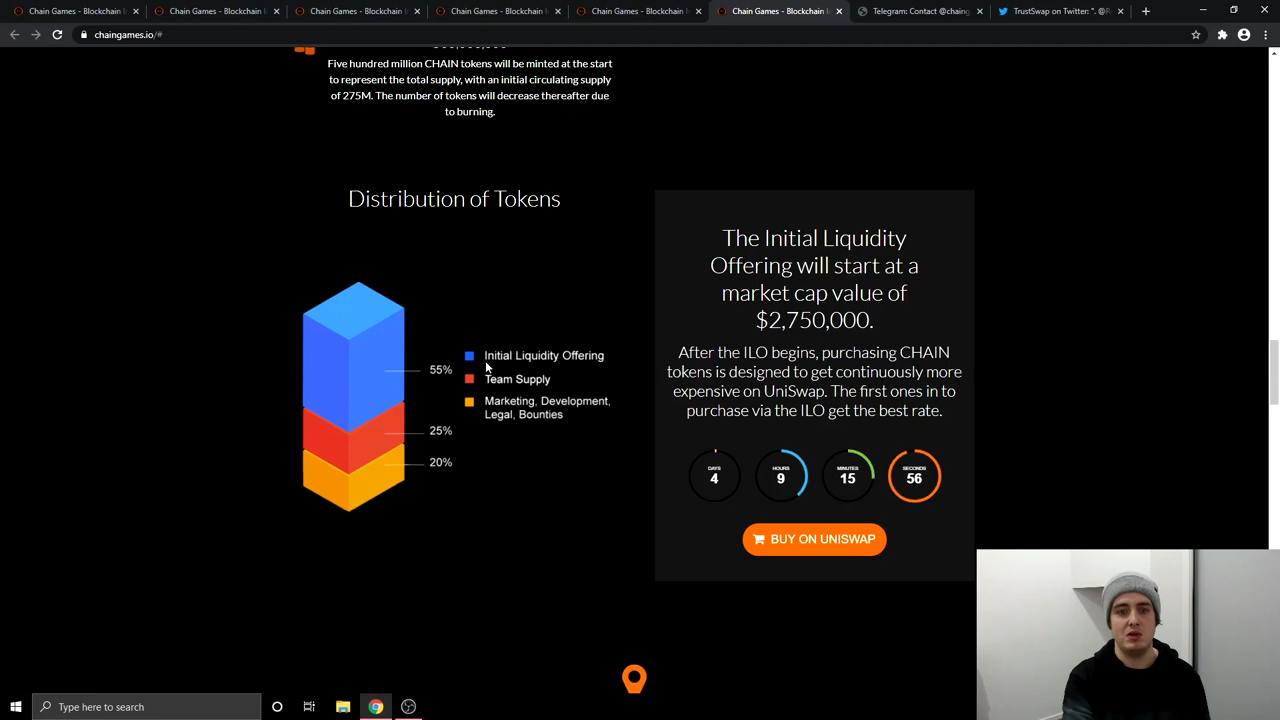 Chain Games - Blockchain I
Chain Games - Blockchain I
Chain Games - Blockchain I
Chain Games - Blockchain I
Chain Games - Blockchain I
Chain Games - Blockchain I
Telegram: Contact @chaing
TrustSwap on Twitter: ". @R
chaingames.io/#
Five hundred million CHAIN tokens will be minted at the start
to represent the total supply, with an initial circulating supply
of 275M. The number of tokens will decrease thereafter due
to burning.
Distribution of Tokens
55%
25%
20%
Initial Liquidity Offering
Team Supply
Marketing, Development,
Legal, Bounties
The Initial Liquidity
Offering will start at a
market cap value of
$2,750,000.
After the ILO begins, purchasing CHAIN
tokens is designed to get continuously more
expensive on UniSwap. The first ones in to
purchase via the ILO get the best rate.
DAYS
4
HOURS
9
MINUTES
15
SECONDS
56
BUY ON UNISWAP
Type here to search